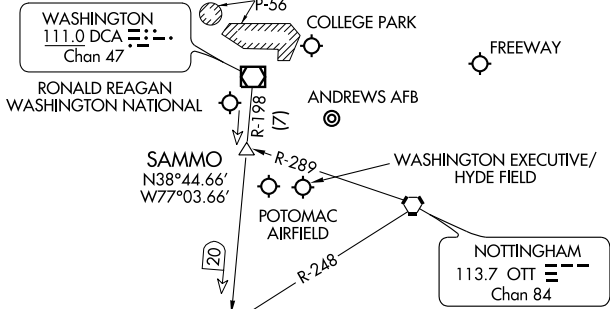 P-56
WASHINGTON
111.0 DCA
Chan 47
COLLEGE PARK
FREEWAY
RONALD REAGAN
WASHINGTON NATIONAL
R-198
(7)
ANDREWS AFB
SAMMO
N38°44.66′
W77°03.66′
R-289
WASHINGTON EXECUTIVE/
HYDE FIELD
POTOMAC
AIRFIELD
20
R-248
NOTTINGHAM
113.7 OTT
Chan 84